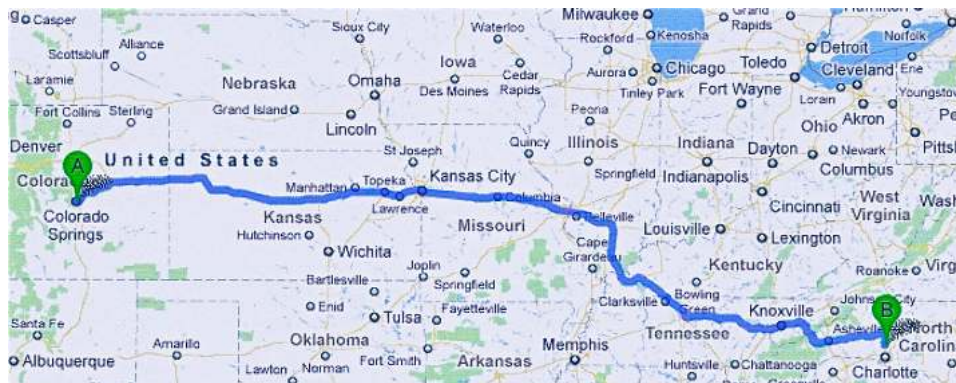 Casper
Scottsbluff
Alliance
Sioux City
Waterloo
Milwaukee
Grand Rapids
Hamilton
Norfolk
Laramie
Nebraska
Iowa
Rockford
Kenosha
Detroit
Omaha
Des Moines
Cedar Rapids
Aurora
Chicago
Toledo
Cleveland
Erie
Fort Collins
Sterling
Grand Island
Lincoln
Tinley Park
Fort Wayne
Lorain
Akron
Youngstown
Peoria
Ohio
Denver
A
United States
St Joseph
Quincy
Illinois
Indiana
Dayton
Newark
Pitts
Columbus
Manhattan
Topeka
Kansas City
Springfield
Indianapolis
Colorado Springs
Kansas
Lawrence
Columbia
Belleville
Cincinnati
West Virginia
Wash
Hutchinson
Missouri
Louisville
Lexington
Wichita
Cape Girardeau
Kentucky
Roanoke
Virg
Bartlesville
Joplin
Springfield
Clarksville
Bowling Green
Knoxville
B
Santa Fe
Enid
Tulsa
Fayetteville
Tennessee
Asheville
North Carolin
Albuquerque
Amarillo
Oklahoma
Fort Smith
Arkansas
Memphis
Chattanooga
Charlotte
Lawton
Norman
Huntsville